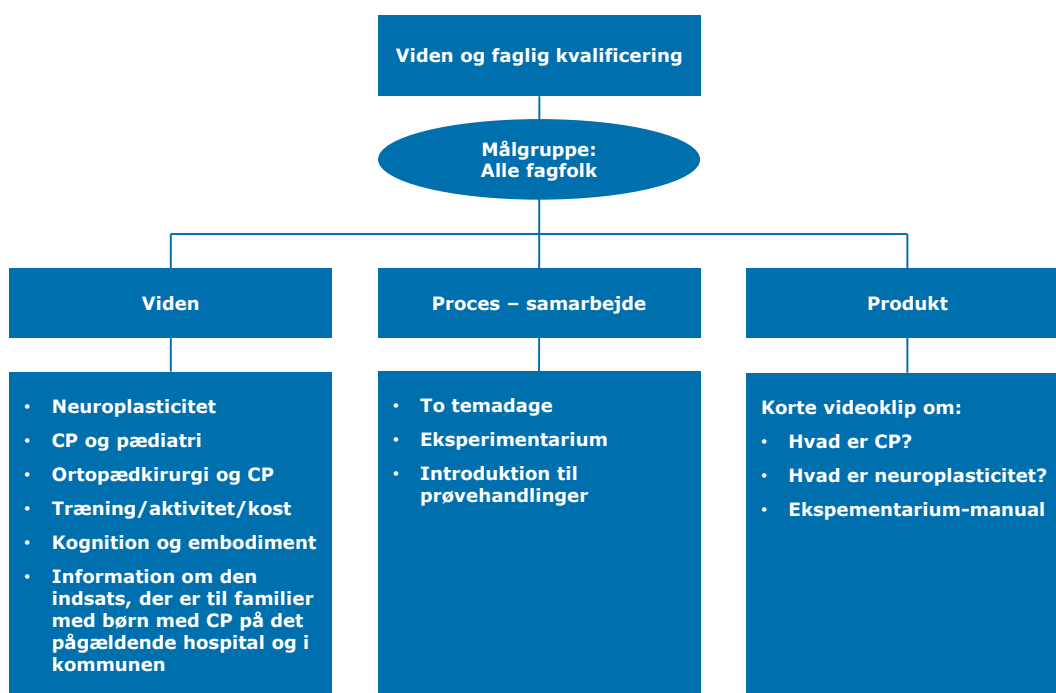 Viden og faglig kvalificering
Målgruppe:
Alle fagfolk
Viden
Proces – samarbejde
Produkt
• Neuroplasticitet
• CP og pædiatri
• Ortopædkirurgi og CP
• Træning/aktivitet/kost
• Kognition og embodiment
• Information om den
indsats, der er til familier
med børn med CP på det
pågældende hospital og i
kommunen
• To temadage
• Eksperimentarium
• Introduktion til
prøvehandlinger
Korte videoklip om:
• Hvad er CP?
• Hvad er neuroplasticitet?
• Ekspementarium-manual